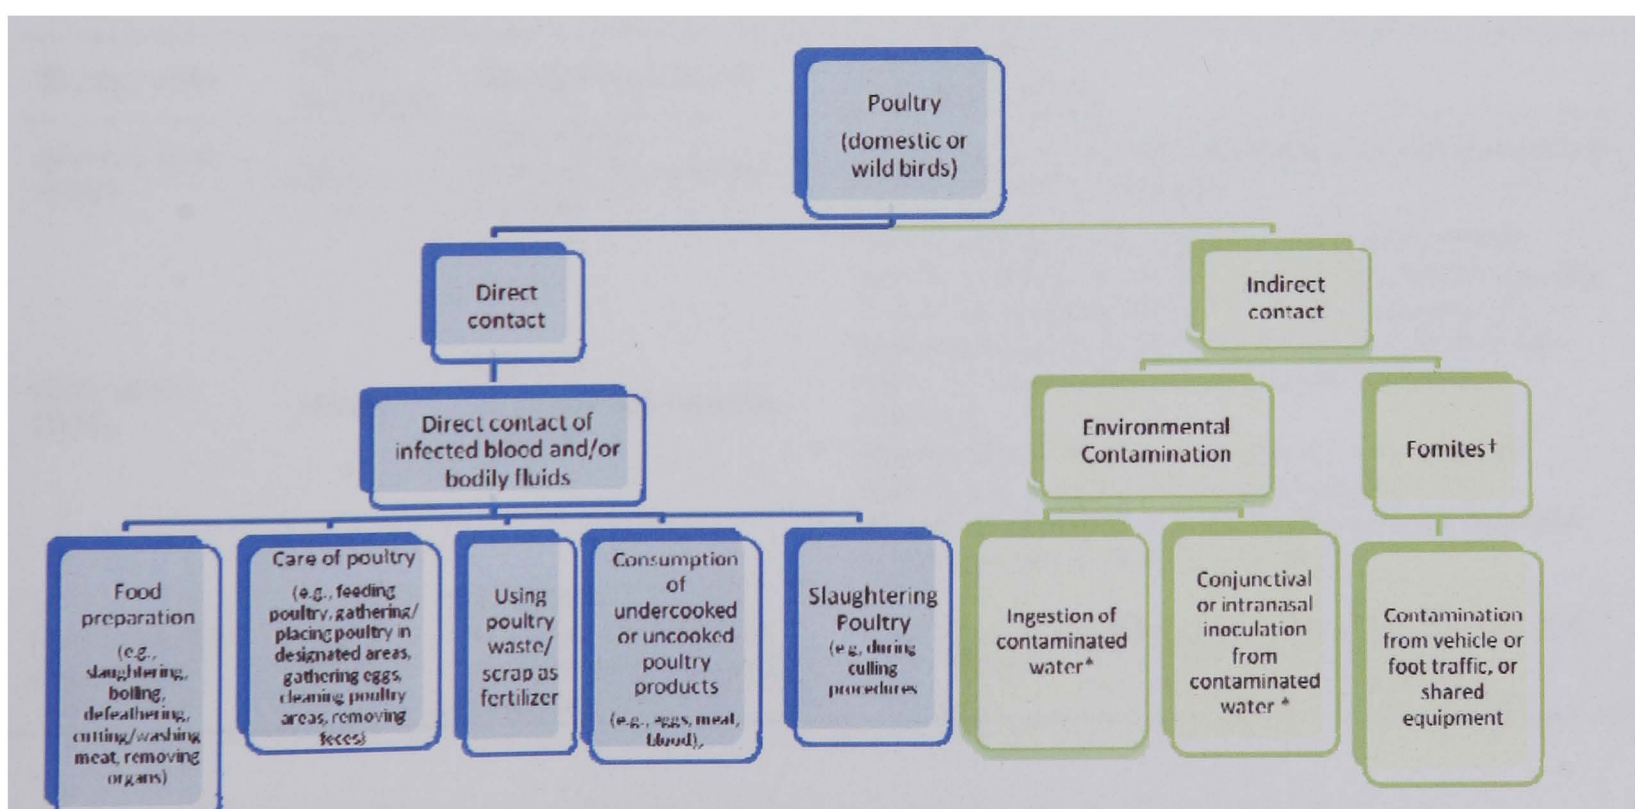 Poultry
(domestic or
wild birds)
Direct
contact
Indirect
contact
Direct contact of
infected blood and/or
bodily fluids
Environmental
Contamination
Fomites†
Food
preparation
(e.g.,
slaughtering,
boiling,
defeathering,
cutting/washing
meat, removing
organs)
Care of poultry
(e.g., feeding
poultry, gathering/
placing poultry in
designated areas,
gathering eggs,
cleaning poultry
areas, removing
feces)
Using
poultry
waste/
scrap as
fertilizer
Consumption
of
undercooked
or uncooked
poultry
products
(e.g., eggs, meat,
blood),
Slaughtering
Poultry
(e.g, during
culling
procedures
Ingestion of
contaminated
water*
Conjunctival
or intranasal
inoculation
from
contaminated
water *
Contamination
from vehicle or
foot traffic, or
shared
equipment